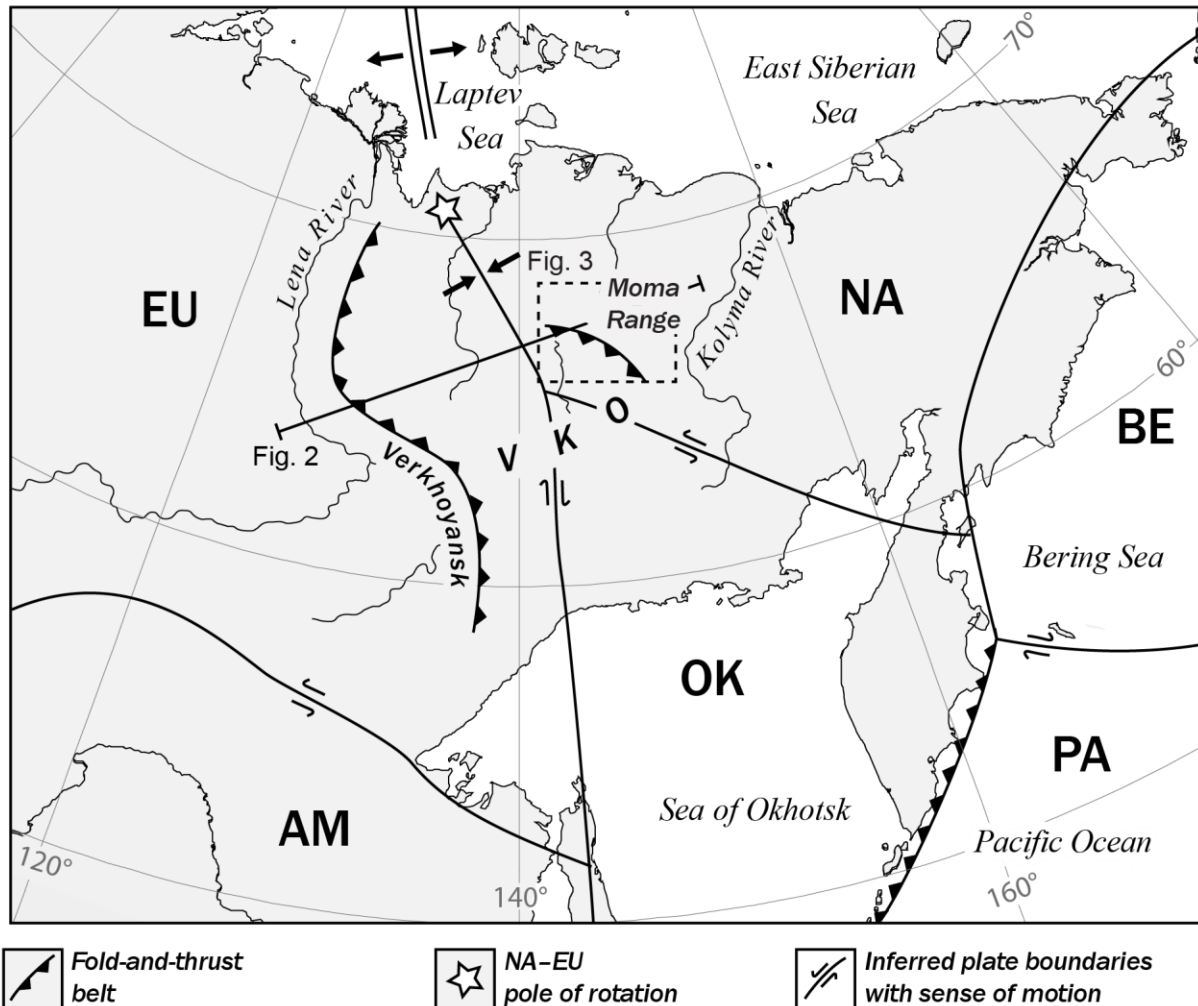 70°
East Siberian
Sea
Laptev
Sea
Lena River
Fig. 3
Moma
Range
Kolyma River
EU
NA
60°
BE
O
V K
Fig. 2
Verkhoyansk
Bering Sea
OK
PA
AM
Sea of Okhotsk
Pacific Ocean
120°
140°
160°
Fold-and-thrust
belt
NA–EU
pole of rotation
Inferred plate boundaries
with sense of motion